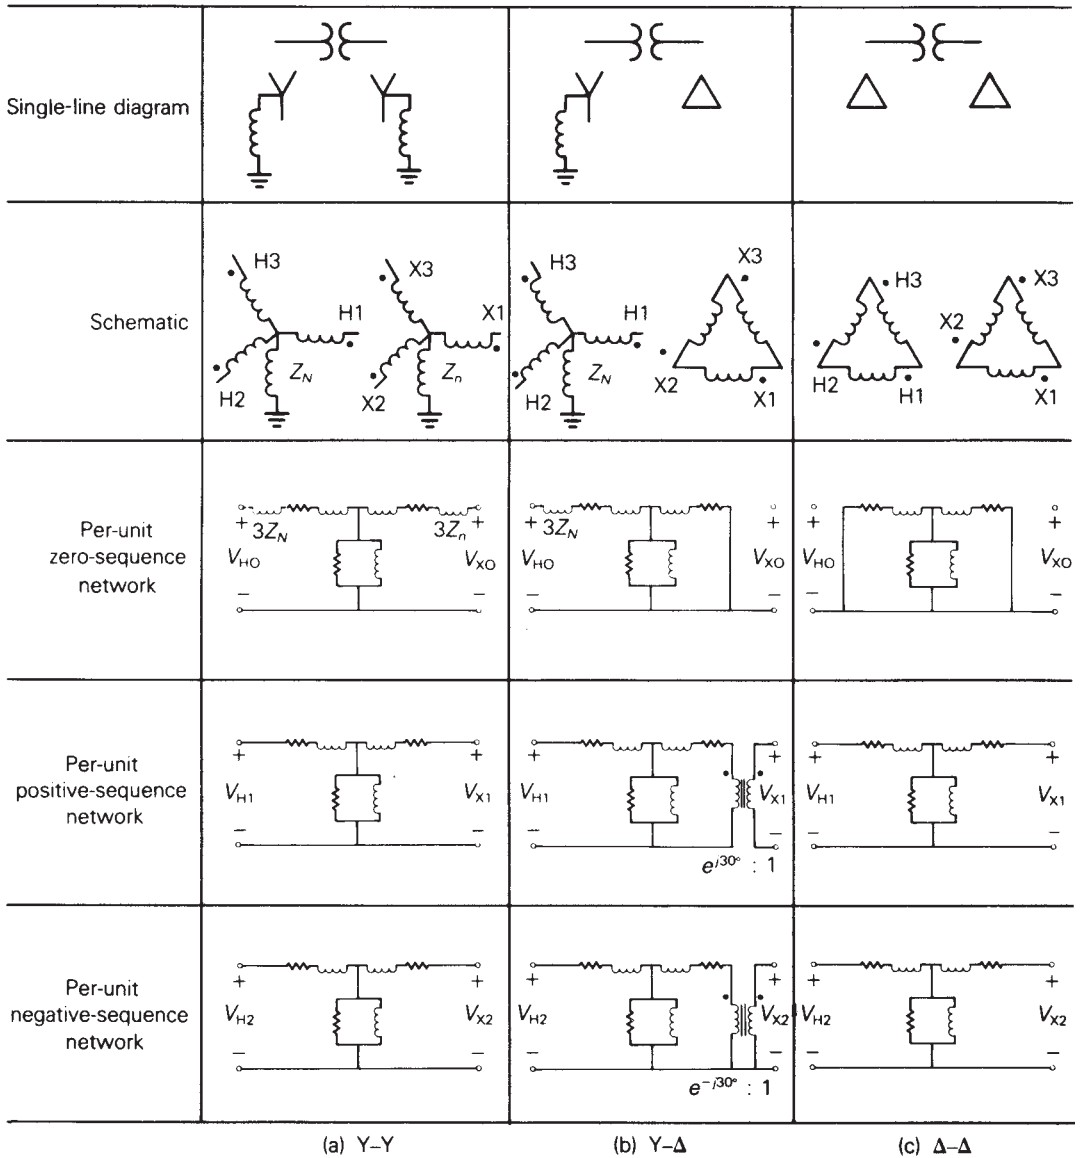 Single-line diagram
Schematic
H3
H1
H2
Z_N
X3
X1
X2
Z_n
H3
H1
H2
Z_N
X3
X2
X1
H3
H2
H1
X3
X2
X1
Per-unit
zero-sequence
network
+ 3Z_N 3Z_n +
V_HO V_XO
− −
+ 3Z_N +
V_HO V_XO
− −
+ +
V_HO V_XO
− −
Per-unit
positive-sequence
network
+ +
V_H1 V_X1
− −
+ +
V_H1 V_X1
− −
e^j30° : 1
+ +
V_H1 V_X1
− −
Per-unit
negative-sequence
network
+ +
V_H2 V_X2
− −
+ +
V_H2 V_X2
− −
e^−j30° : 1
+ +
V_H2 V_X2
− −
(a) Y–Y
(b) Y–Δ
(c) Δ–Δ